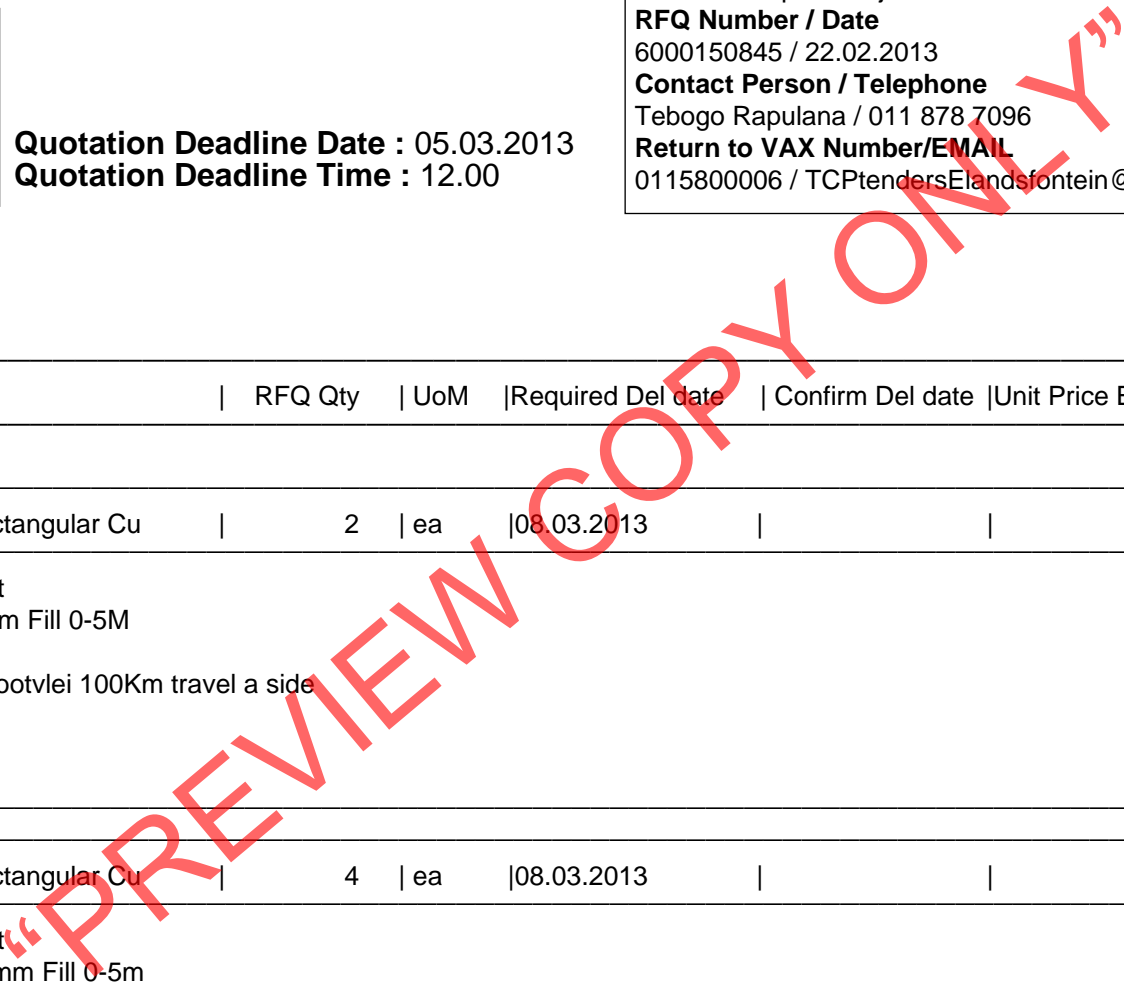 RFQ Number / Date
6000150845 / 22.02.2013
Contact Person / Telephone
Tebogo Rapulana / 011 878 7096
Return to VAX Number/EMAIL
0115800006 / TCPtendersElandsfontein@
Quotation Deadline Date : 05.03.2013
Quotation Deadline Time : 12.00
| RFQ Qty | UoM |Required Del date | Confirm Del date |Unit Price E
ctangular Cu | 2 | ea |08.03.2013 | |
t
m Fill 0-5M
ootvlei 100Km travel a side
ctangular Cu | 4 | ea |08.03.2013 | |
t
mm Fill 0-5m
“PREVIEW COPY ONLY”